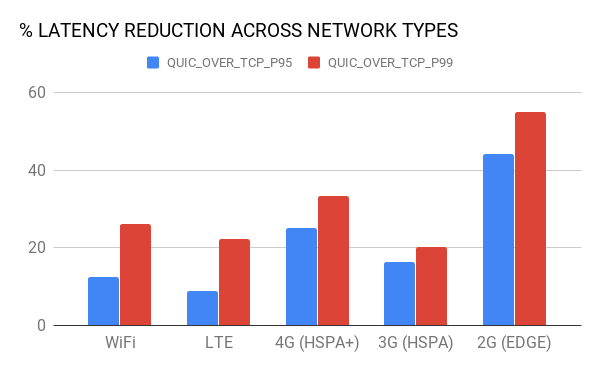 % LATENCY REDUCTION ACROSS NETWORK TYPES
QUIC_OVER_TCP_P95 QUIC_OVER_TCP_P99
60
40
20
0
WiFi LTE 4G (HSPA+) 3G (HSPA) 2G (EDGE)